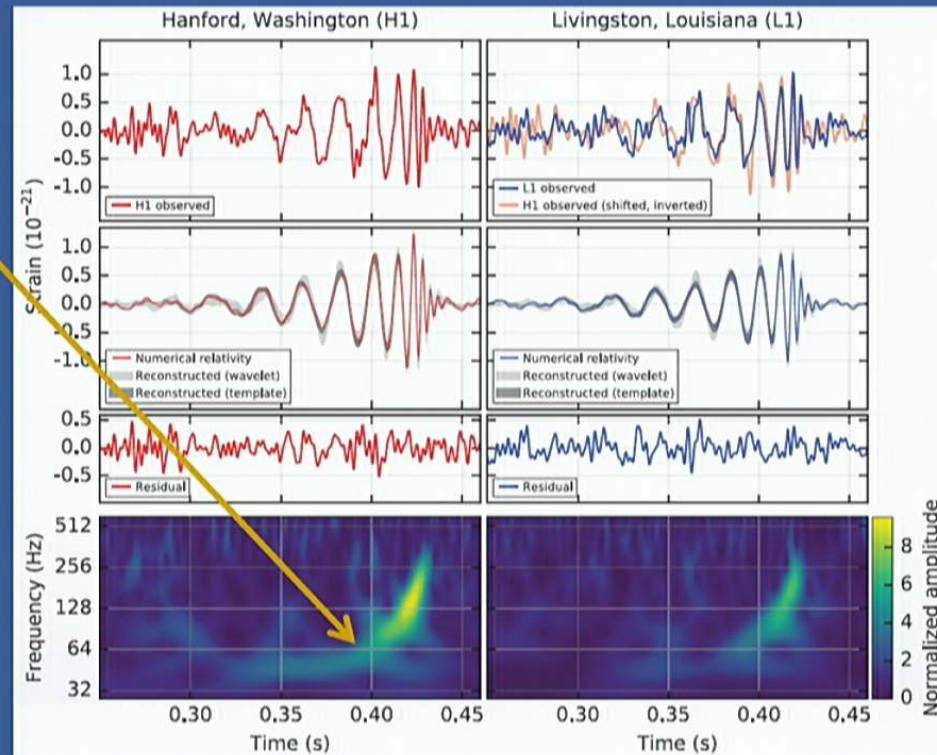 Hanford, Washington (H1)
Livingston, Louisiana (L1)
1.0
0.5
0.0
-0.5
-1.0
H1 observed
L1 observed
H1 observed (shifted, inverted)
Strain (10⁻²¹)
1.0
0.5
0.0
-0.5
-1.0
Numerical relativity
Reconstructed (wavelet)
Reconstructed (template)
Numerical relativity
Reconstructed (wavelet)
Reconstructed (template)
0.5
0.0
-0.5
Residual
Residual
Frequency (Hz)
512
256
128
64
32
Normalized amplitude
8
6
4
2
0
0.30 0.35 0.40 0.45
0.30 0.35 0.40 0.45
Time (s)
Time (s)